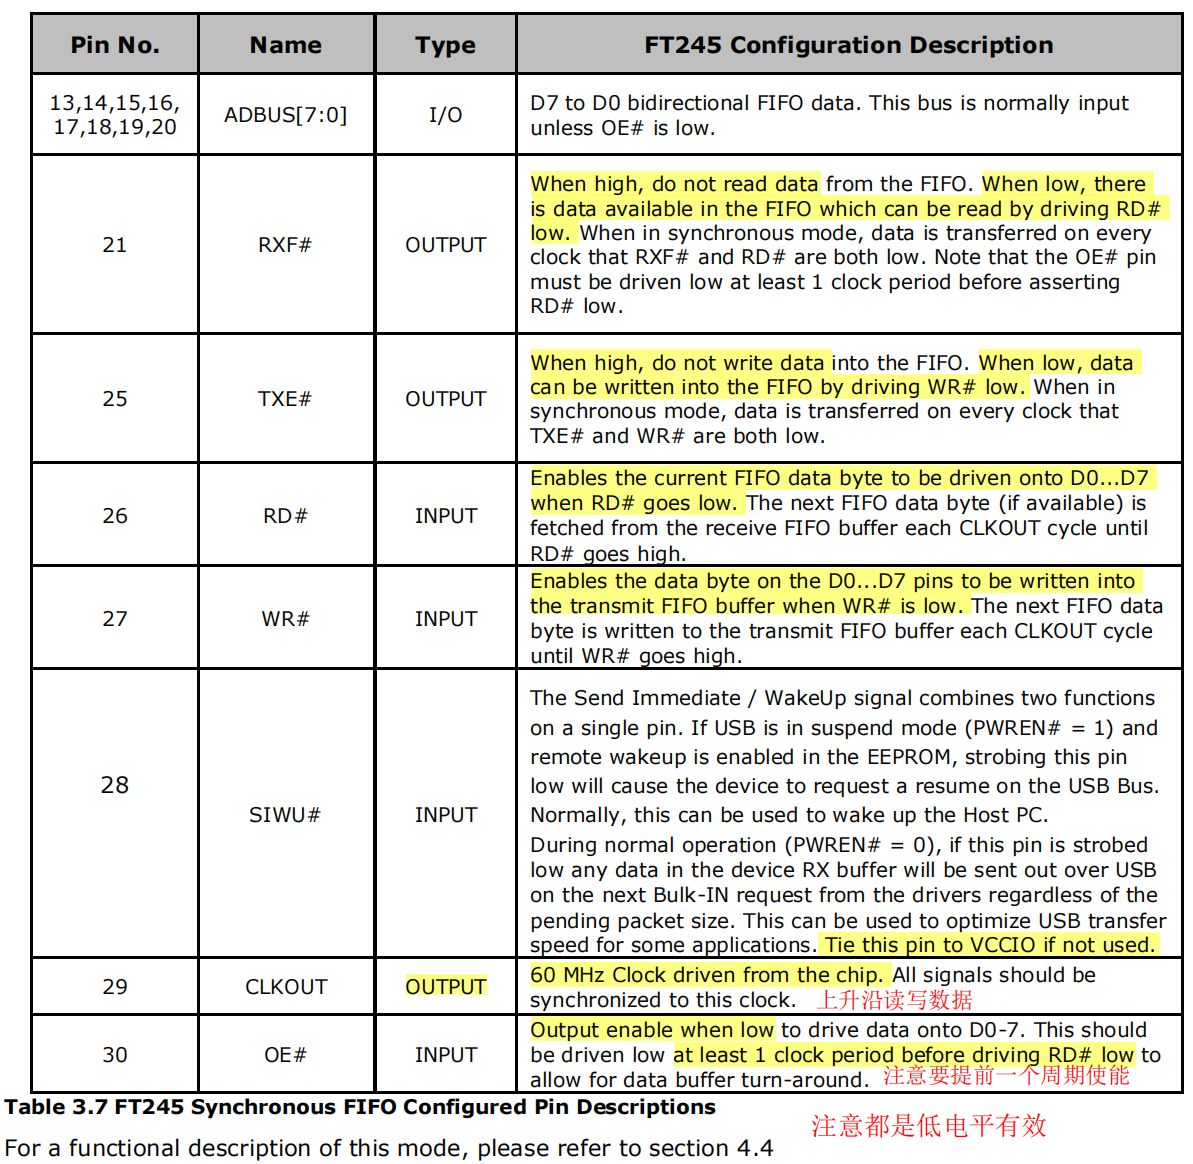 Pin No. Name Type FT245 Configuration Description
13,14,15,16,
17,18,19,20
ADBUS[7:0]
I/O
D7 to D0 bidirectional FIFO data. This bus is normally input
unless OE# is low.
21
RXF#
OUTPUT
When high, do not read data from the FIFO. When low, there
is data available in the FIFO which can be read by driving RD#
low. When in synchronous mode, data is transferred on every
clock that RXF# and RD# are both low. Note that the OE# pin
must be driven low at least 1 clock period before asserting
RD# low.
25
TXE#
OUTPUT
When high, do not write data into the FIFO. When low, data
can be written into the FIFO by driving WR# low. When in
synchronous mode, data is transferred on every clock that
TXE# and WR# are both low.
26
RD#
INPUT
Enables the current FIFO data byte to be driven onto D0...D7
when RD# goes low. The next FIFO data byte (if available) is
fetched from the receive FIFO buffer each CLKOUT cycle until
RD# goes high.
27
WR#
INPUT
Enables the data byte on the D0...D7 pins to be written into
the transmit FIFO buffer when WR# is low. The next FIFO data
byte is written to the transmit FIFO buffer each CLKOUT cycle
until WR# goes high.
28
SIWU#
INPUT
The Send Immediate / WakeUp signal combines two functions
on a single pin. If USB is in suspend mode (PWREN# = 1) and
remote wakeup is enabled in the EEPROM, strobing this pin
low will cause the device to request a resume on the USB Bus.
Normally, this can be used to wake up the Host PC.
During normal operation (PWREN# = 0), if this pin is strobed
low any data in the device RX buffer will be sent out over USB
on the next Bulk-IN request from the drivers regardless of the
pending packet size. This can be used to optimize USB transfer
speed for some applications. Tie this pin to VCCIO if not used.
29
CLKOUT
OUTPUT
60 MHz Clock driven from the chip. All signals should be
synchronized to this clock. 上升沿读写数据
30
OE#
INPUT
Output enable when low to drive data onto D0-7. This should
be driven low at least 1 clock period before driving RD# low to
allow for data buffer turn-around. 注意要提前一个周期使能
Table 3.7 FT245 Synchronous FIFO Configured Pin Descriptions
注意都是低电平有效
For a functional description of this mode, please refer to section 4.4